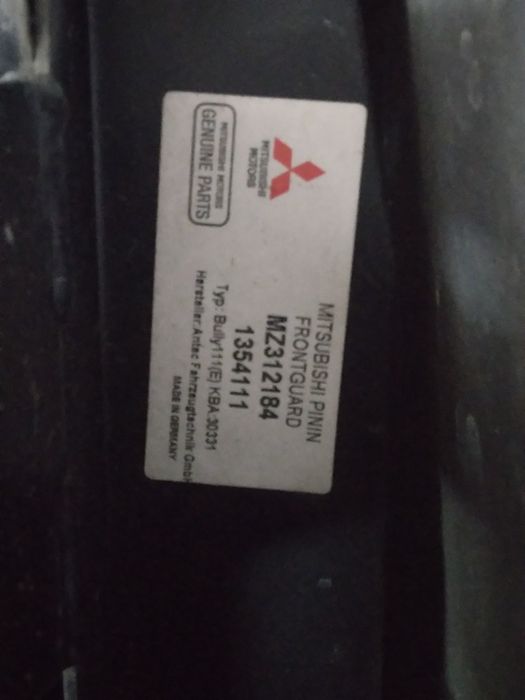 MITSUBISHI
MOTORS
MITSUBISHI MOTORS
GENUINE PARTS
MITSUBISHI PININ
FRONTGUARD
MZ312184
1354111
Typ: Bully111(E) KBA 30331
Hersteller:Antec Fahrzeugtechnik GmbH
MADE IN GERMANY